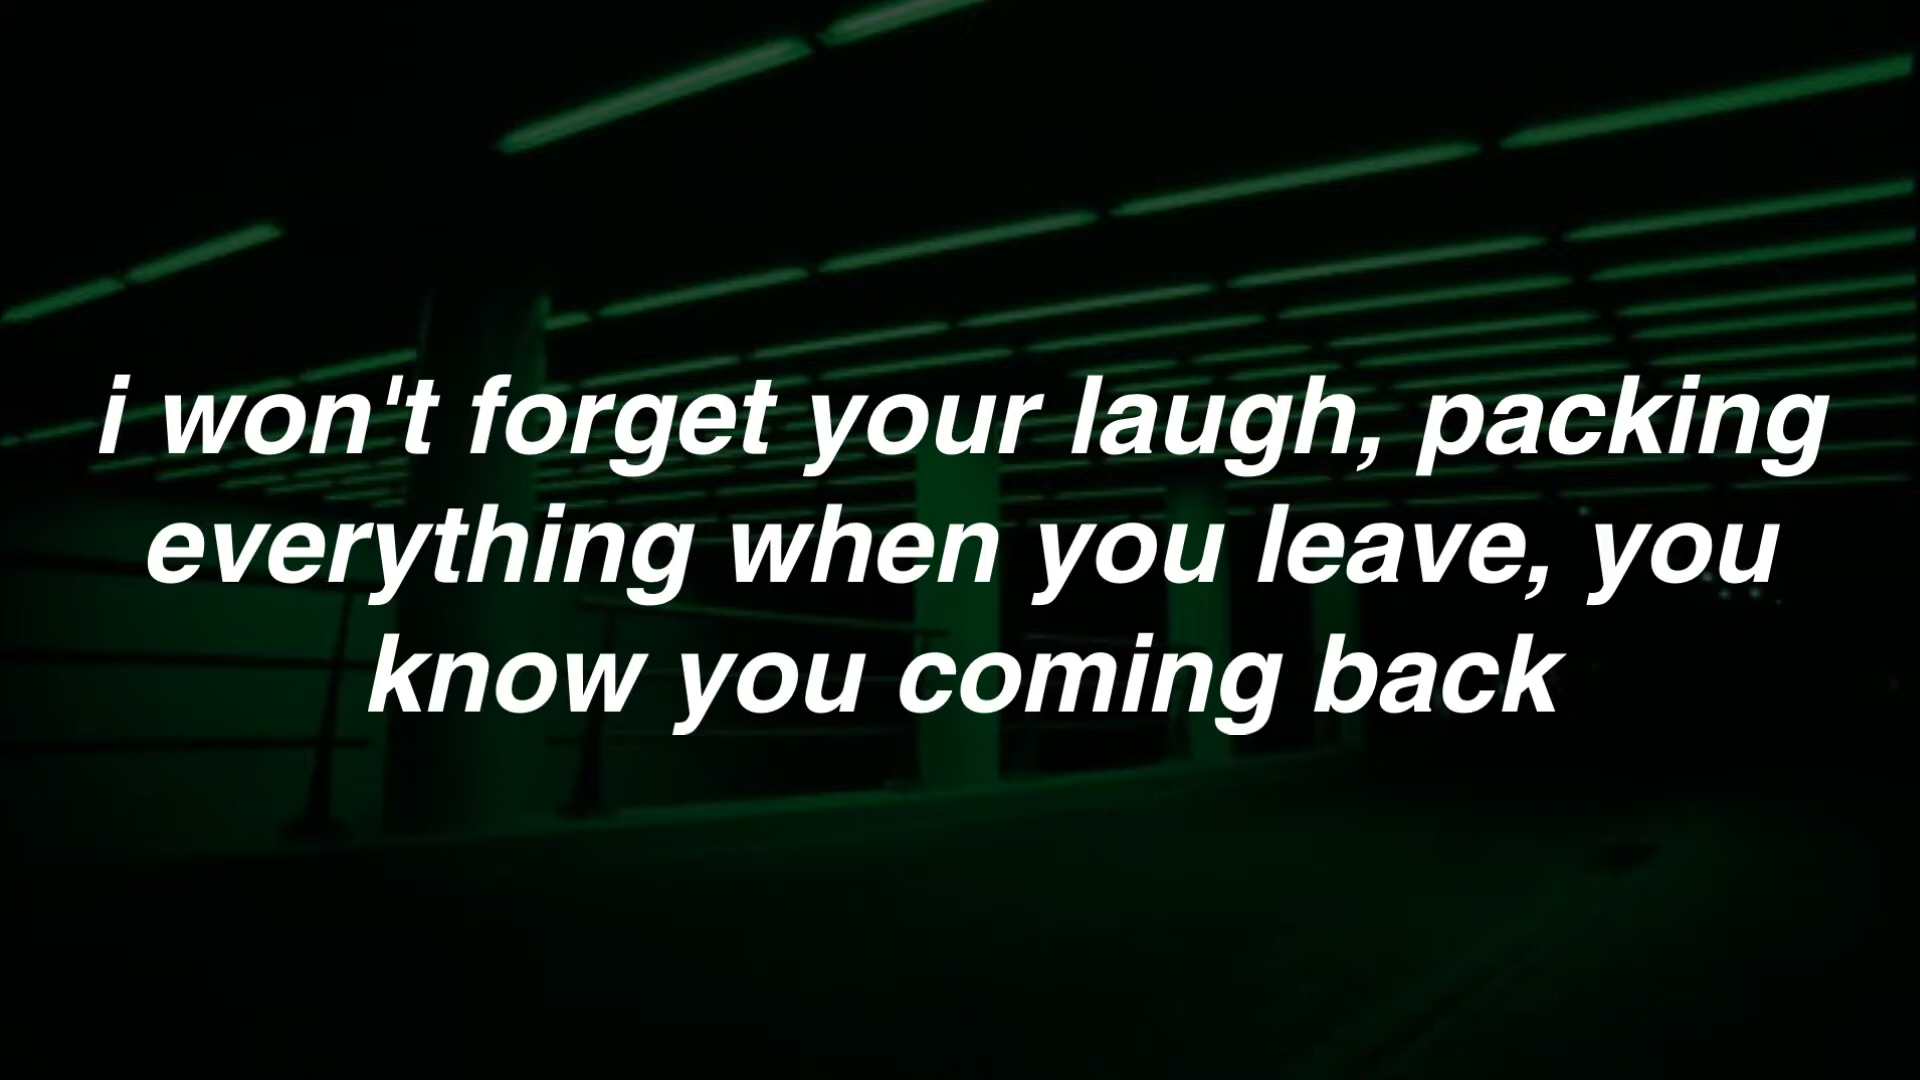 i won't forget your laugh, packing
everything when you leave, you
know you coming back